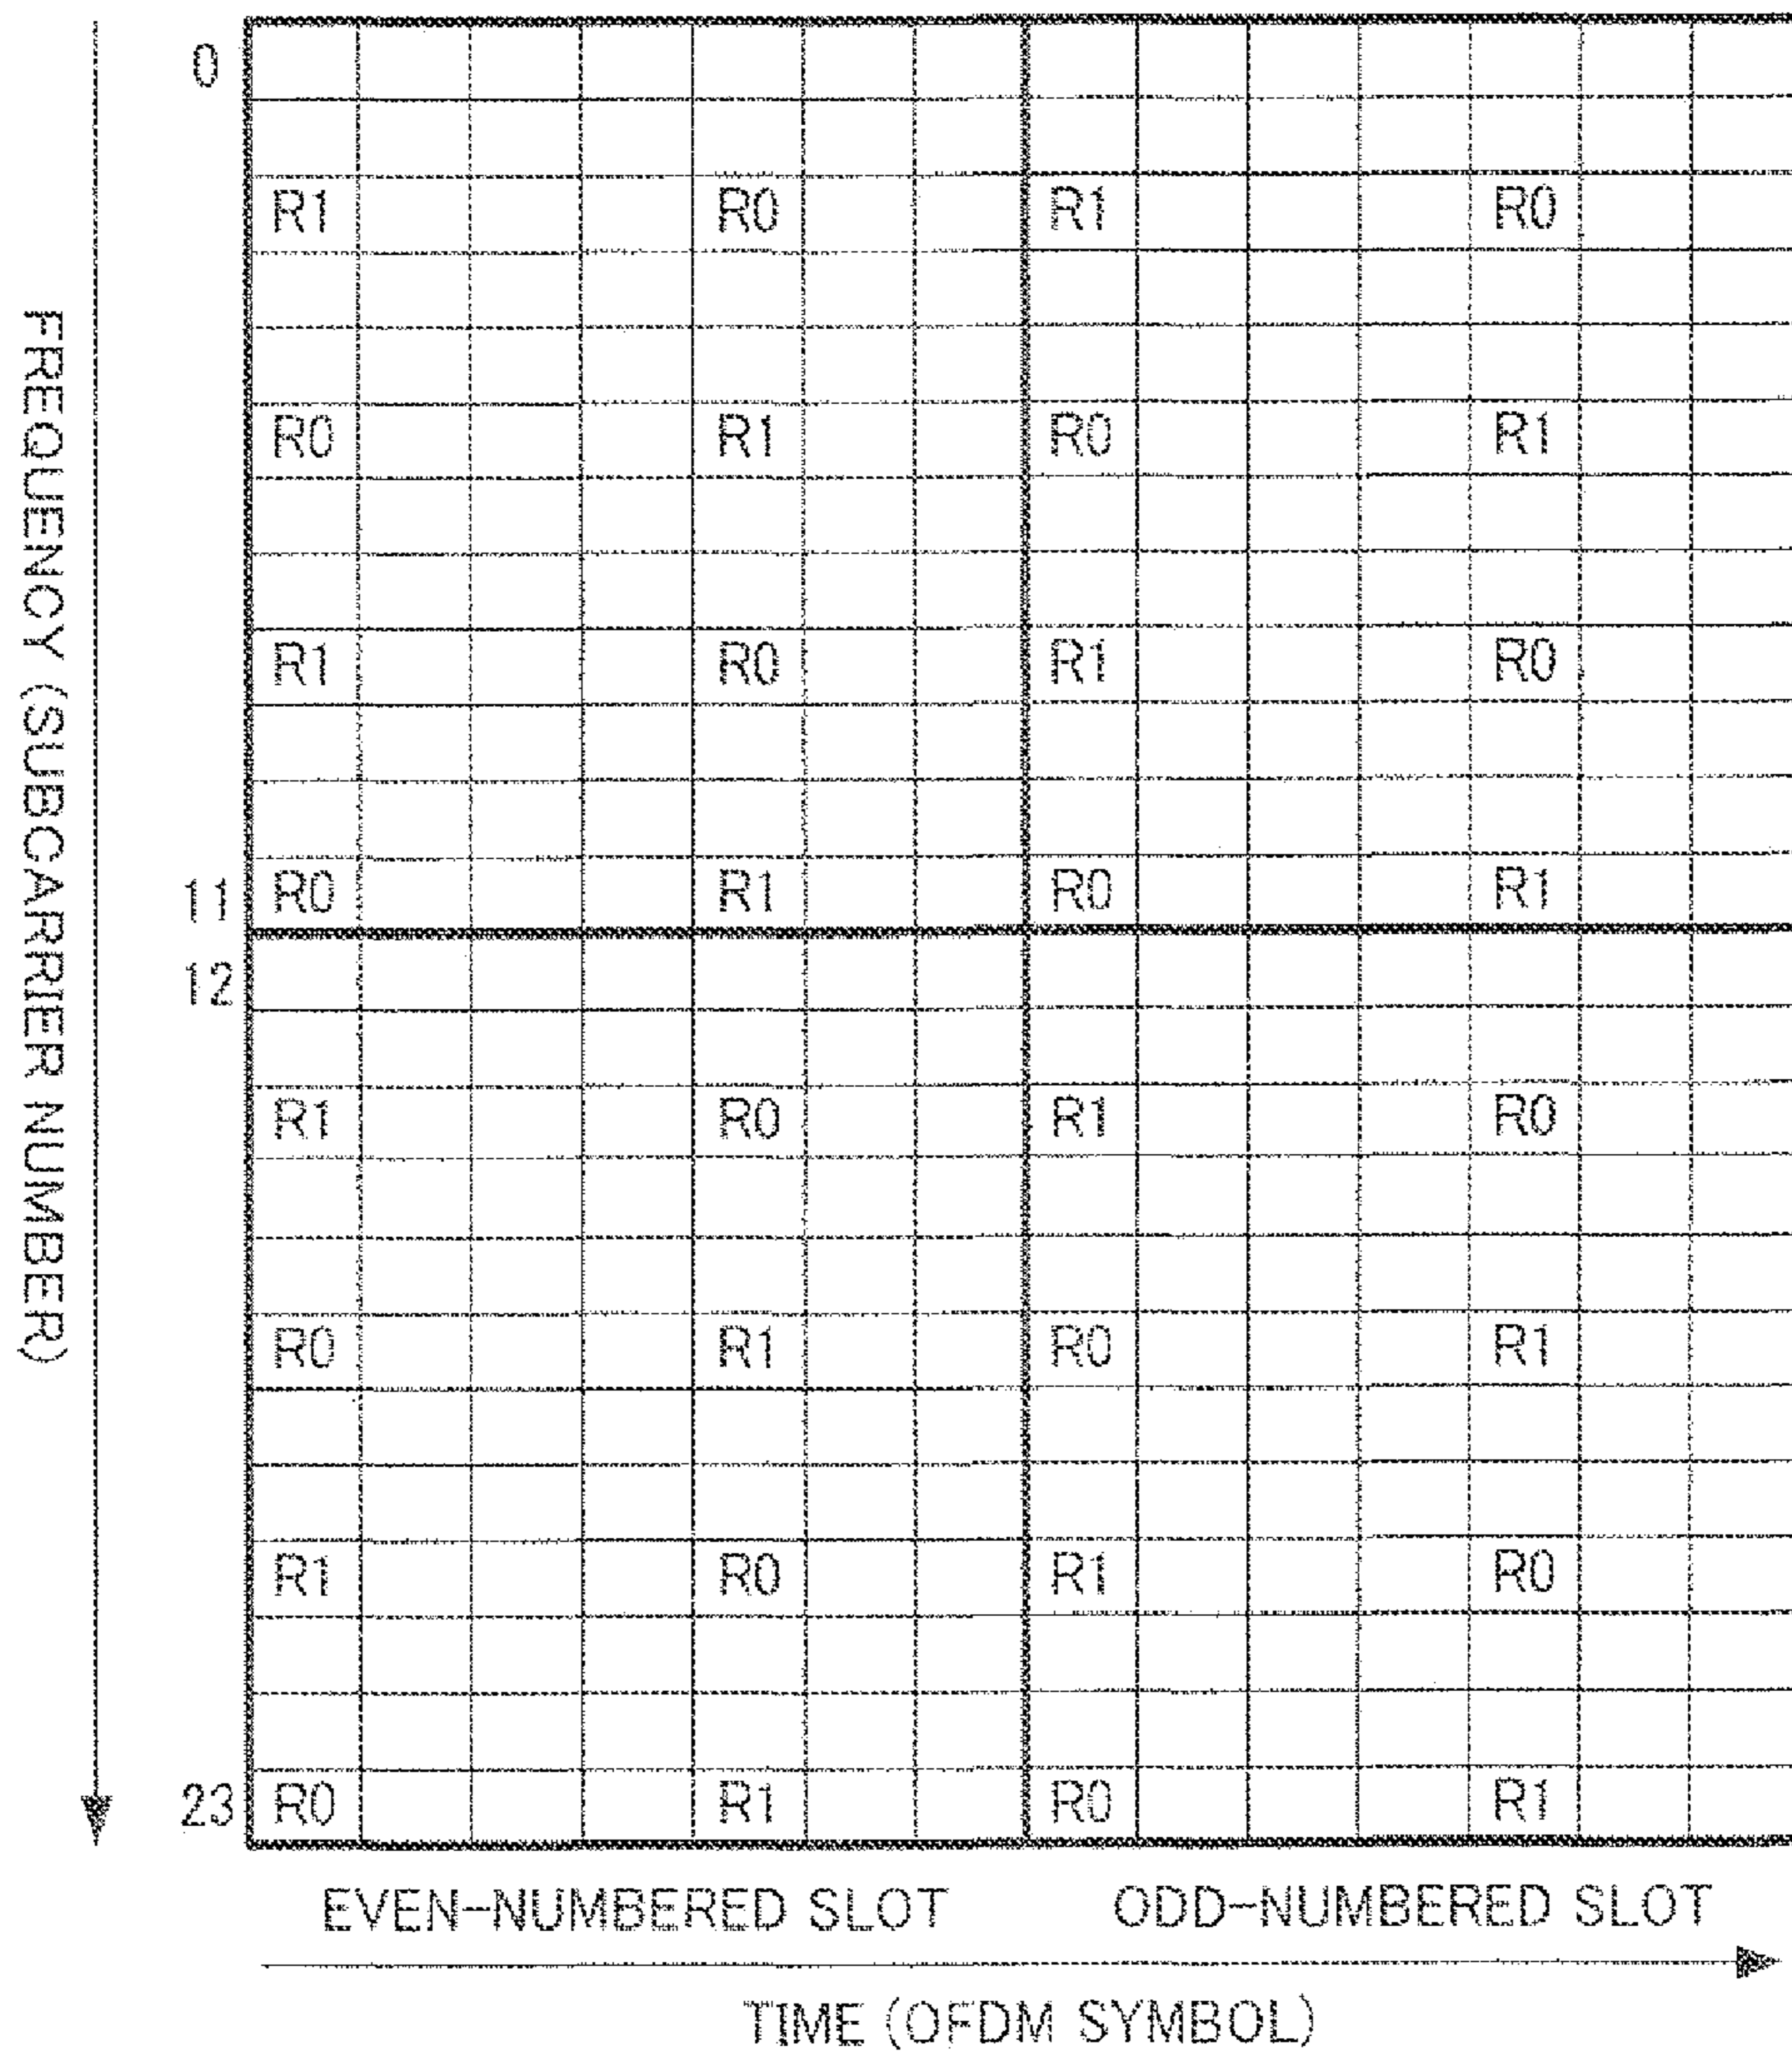 FREQUENCY (SUBCARRIER NUMBER)
0
R1 R0 R1 R0
R0 R1 R0 R1
R1 R0 R1 R0
11 R0 R1 R0 R1
12
R1 R0 R1 R0
R0 R1 R0 R1
R1 R0 R1 R0
23 R0 R1 R0 R1
EVEN-NUMBERED SLOT ODD-NUMBERED SLOT
TIME (OFDM SYMBOL)